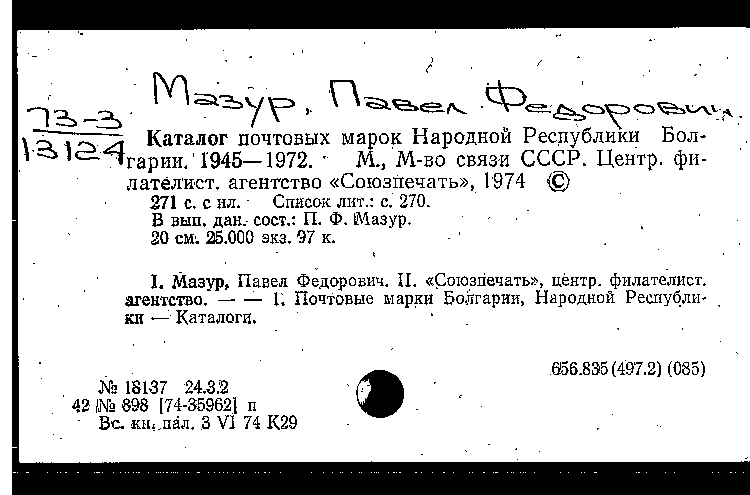 Мазур, Павел Федорович.
73-3
13124
Каталог почтовых марок Народной Республики Бол-
гарии. 1945—1972. М., М-во связи СССР. Центр. фи-
лателист. агентство «Союзпечать», 1974 ©
271 с. с ил. Список лит.: с. 270.
В вып. дан. сост.: П. Ф. Мазур.
20 см. 25.000 экз. 97 к.
I. Мазур, Павел Федорович. II. «Союзпечать», центр. филателист.
агентство. — — 1. Почтовые марки Болгарии, Народной Республи-
ки — Каталоги.
656.835(497.2) (085)
№ 18137 24.3.2
42 № 898 [74-35962] п
Вс. кн. пал. 3 VI 74 К29